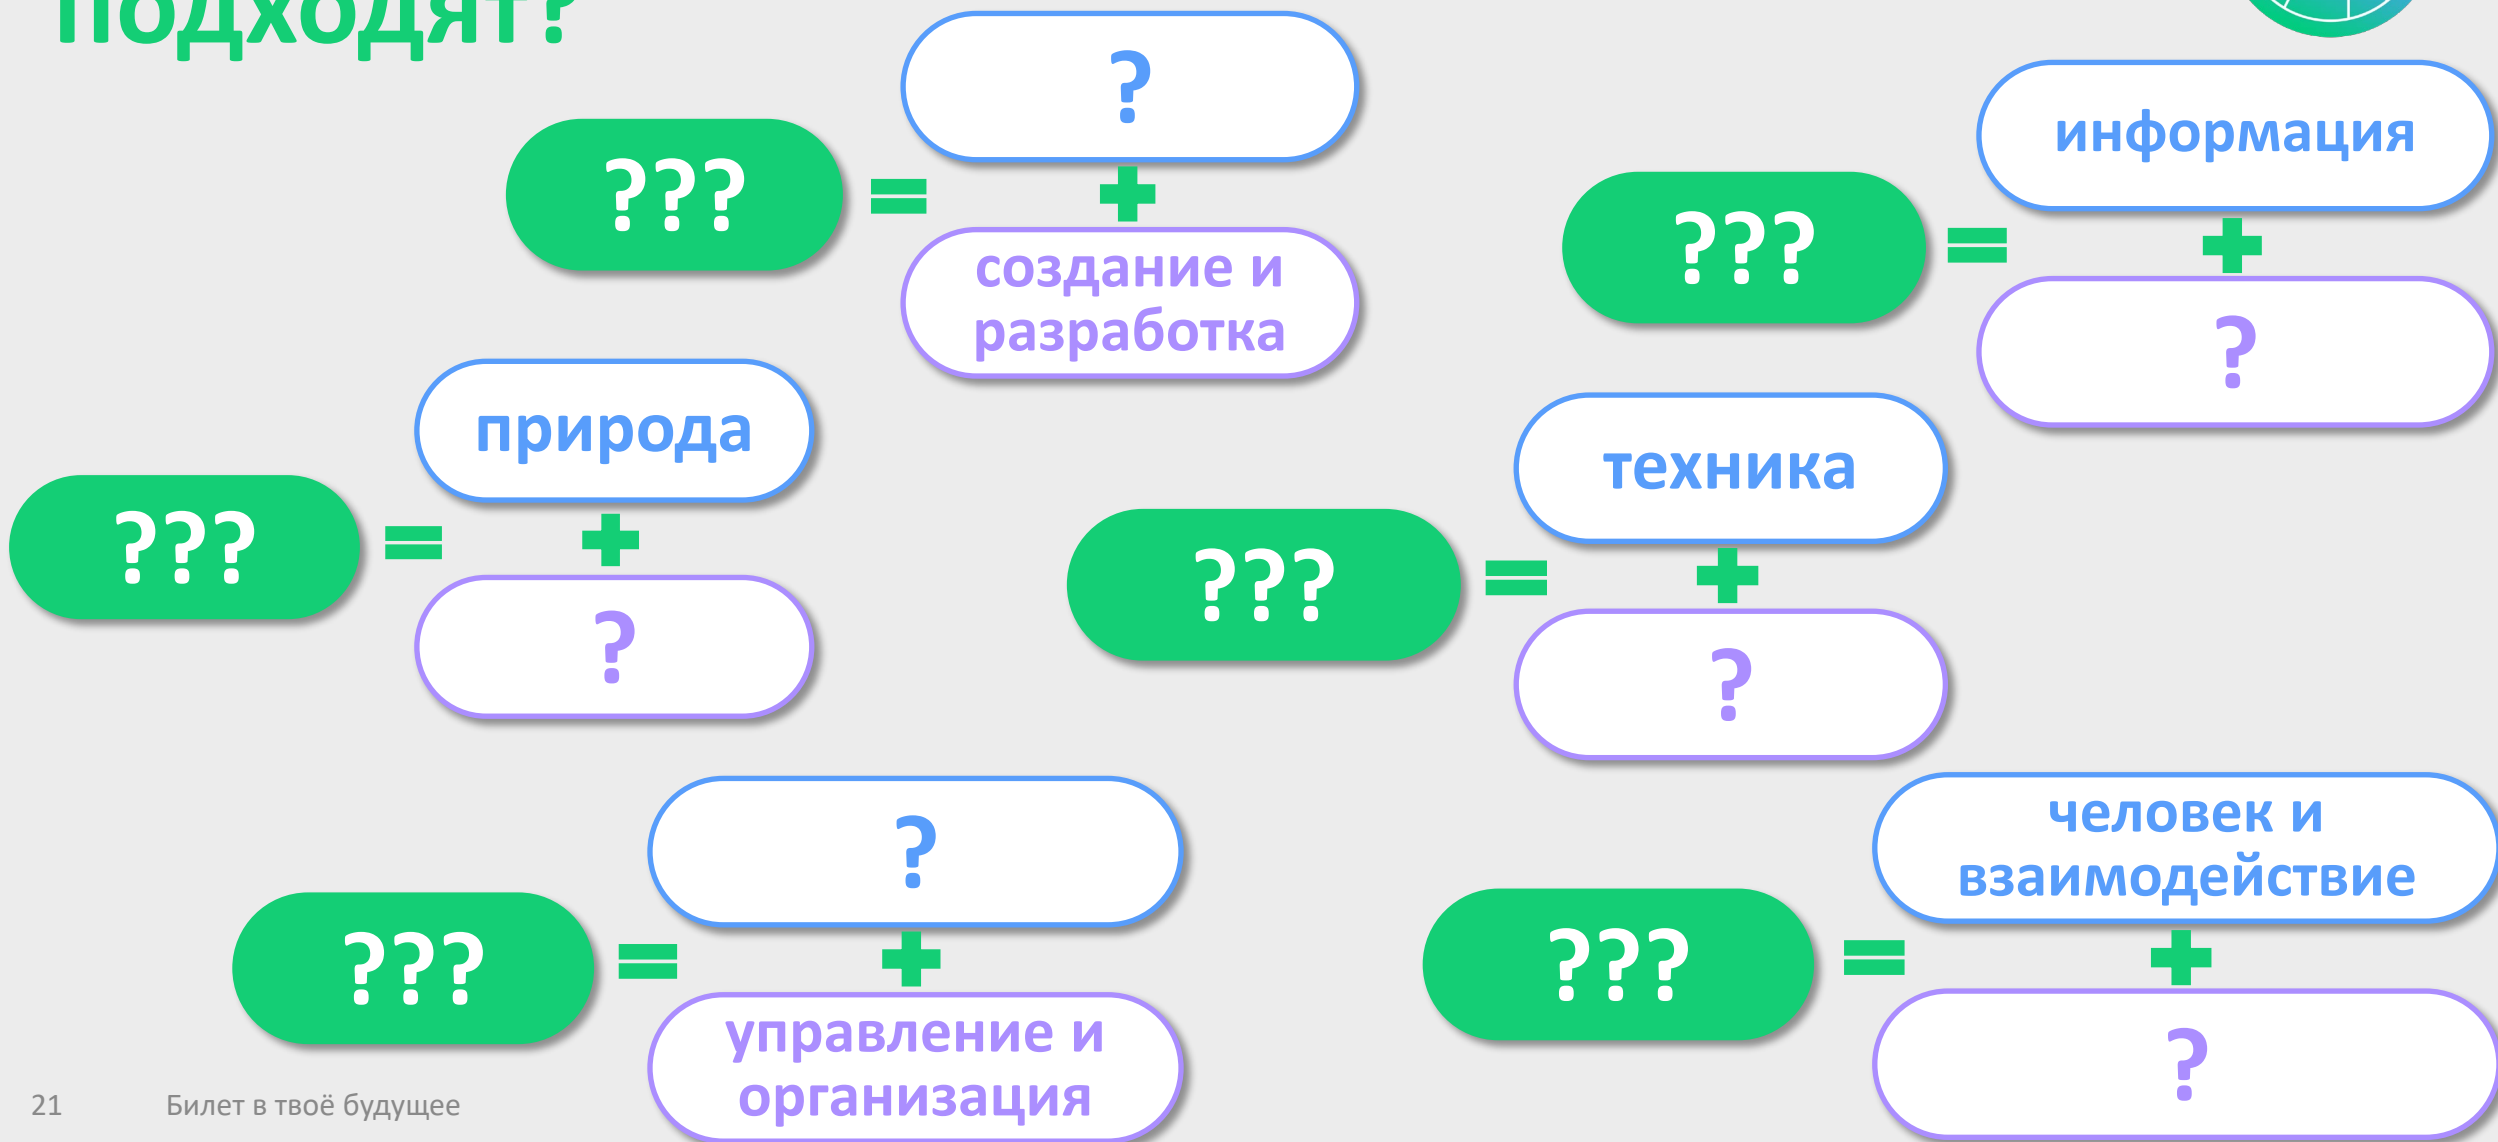 Подходят?
?
???
=
+
создание и
разработка
информация
???
=
+
?
природа
???
=
+
?
техника
???
=
+
?
?
???
=
+
управление и
организация
человек и
взаимодействие
???
=
+
?
21 Билет в твоё будущее